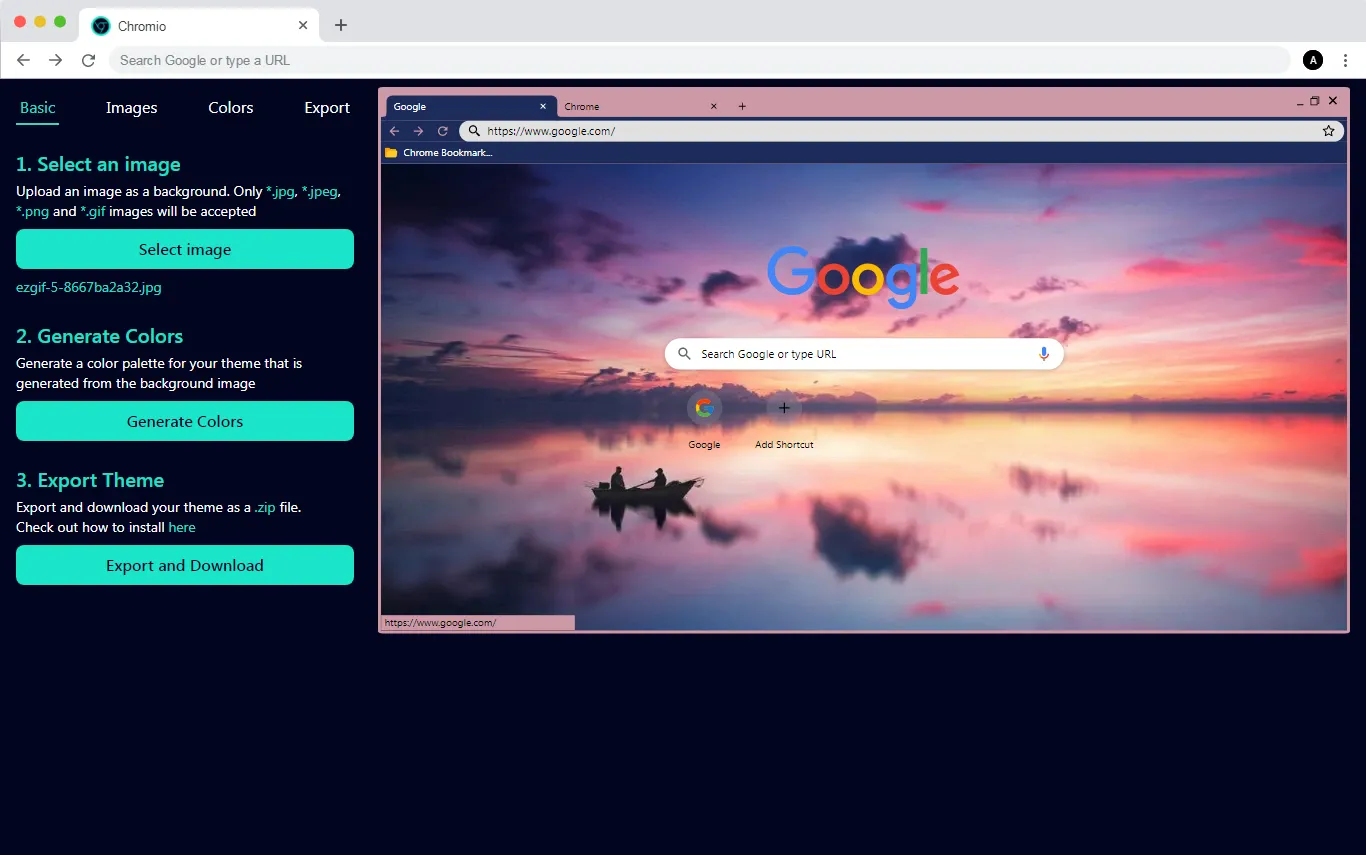 Chromio
Search Google or type a URL
A
Basic Images Colors Export
1. Select an image
Upload an image as a background. Only *.jpg, *.jpeg,
*.png and *.gif images will be accepted
Select image
ezgif-5-8667ba2a32.jpg
2. Generate Colors
Generate a color palette for your theme that is
generated from the background image
Generate Colors
3. Export Theme
Export and download your theme as a .zip file.
Check out how to install here
Export and Download
Google Chrome
https://www.google.com/
Chrome Bookmark...
Google
Search Google or type URL
Google Add Shortcut
https://www.google.com/